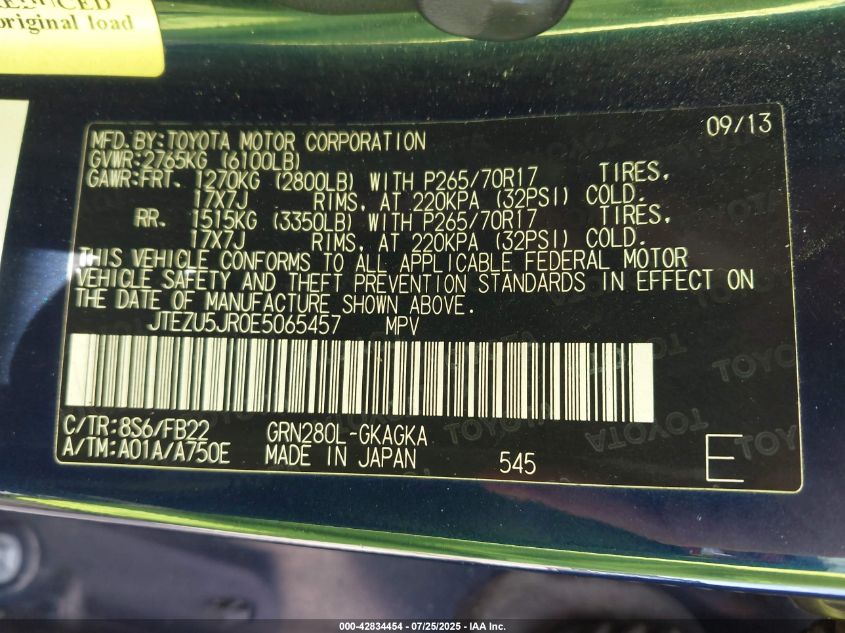 REDUCED
original load
09/13
MFD.BY:TOYOTA MOTOR CORPORATION
GVWR:2765KG (6100LB)
GAWR:FRT. 1270KG (2800LB) WITH P265/70R17 TIRES,
17X7J RIMS, AT 220KPA (32PSI) COLD.
RR. 1515KG (3350LB) WITH P265/70R17 TIRES,
17X7J RIMS, AT 220KPA (32PSI) COLD.
THIS VEHICLE CONFORMS TO ALL APPLICABLE FEDERAL MOTOR
VEHICLE SAFETY AND THEFT PREVENTION STANDARDS IN EFFECT ON
THE DATE OF MANUFACTURE SHOWN ABOVE.
JTEZU5JR0E5065457 MPV
C/TR:8S6/FB22 GRN280L-GKAGKA
A/TM:A01A/A750E MADE IN JAPAN 545 E
000-42834454 - 07/25/2025 - IAA Inc.